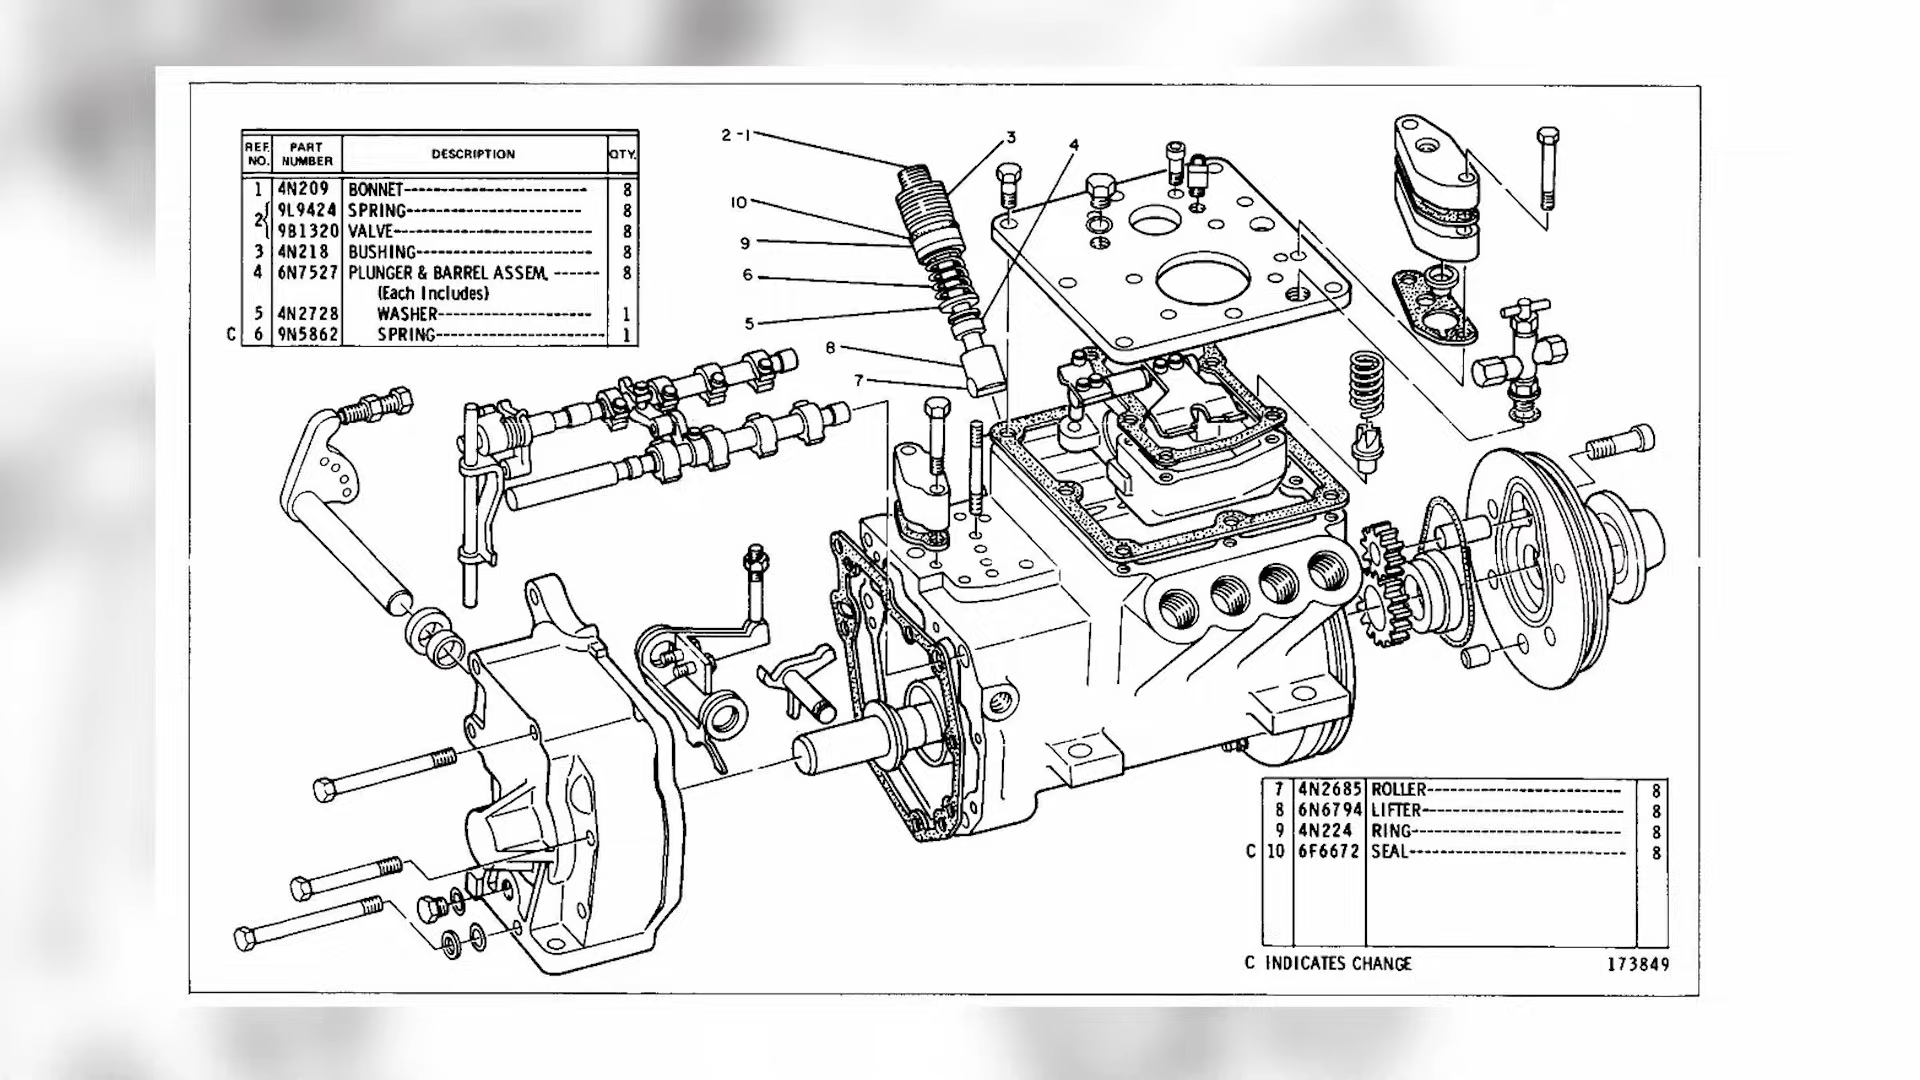 REF. NO. PART NUMBER DESCRIPTION QTY.
1 4N209 BONNET 8
2 9L9424 SPRING 8
9B1320 VALVE 8
3 4N218 BUSHING 8
4 6N7527 PLUNGER & BARREL ASSEM. 8
(Each Includes)
5 4N2728 WASHER 1
C 6 9N5862 SPRING 1
2-1
3
4
10
9
6
5
8
7
7 4N2685 ROLLER 8
8 6N6794 LIFTER 8
9 4N224 RING 8
C 10 6F6672 SEAL 8
C INDICATES CHANGE 173849